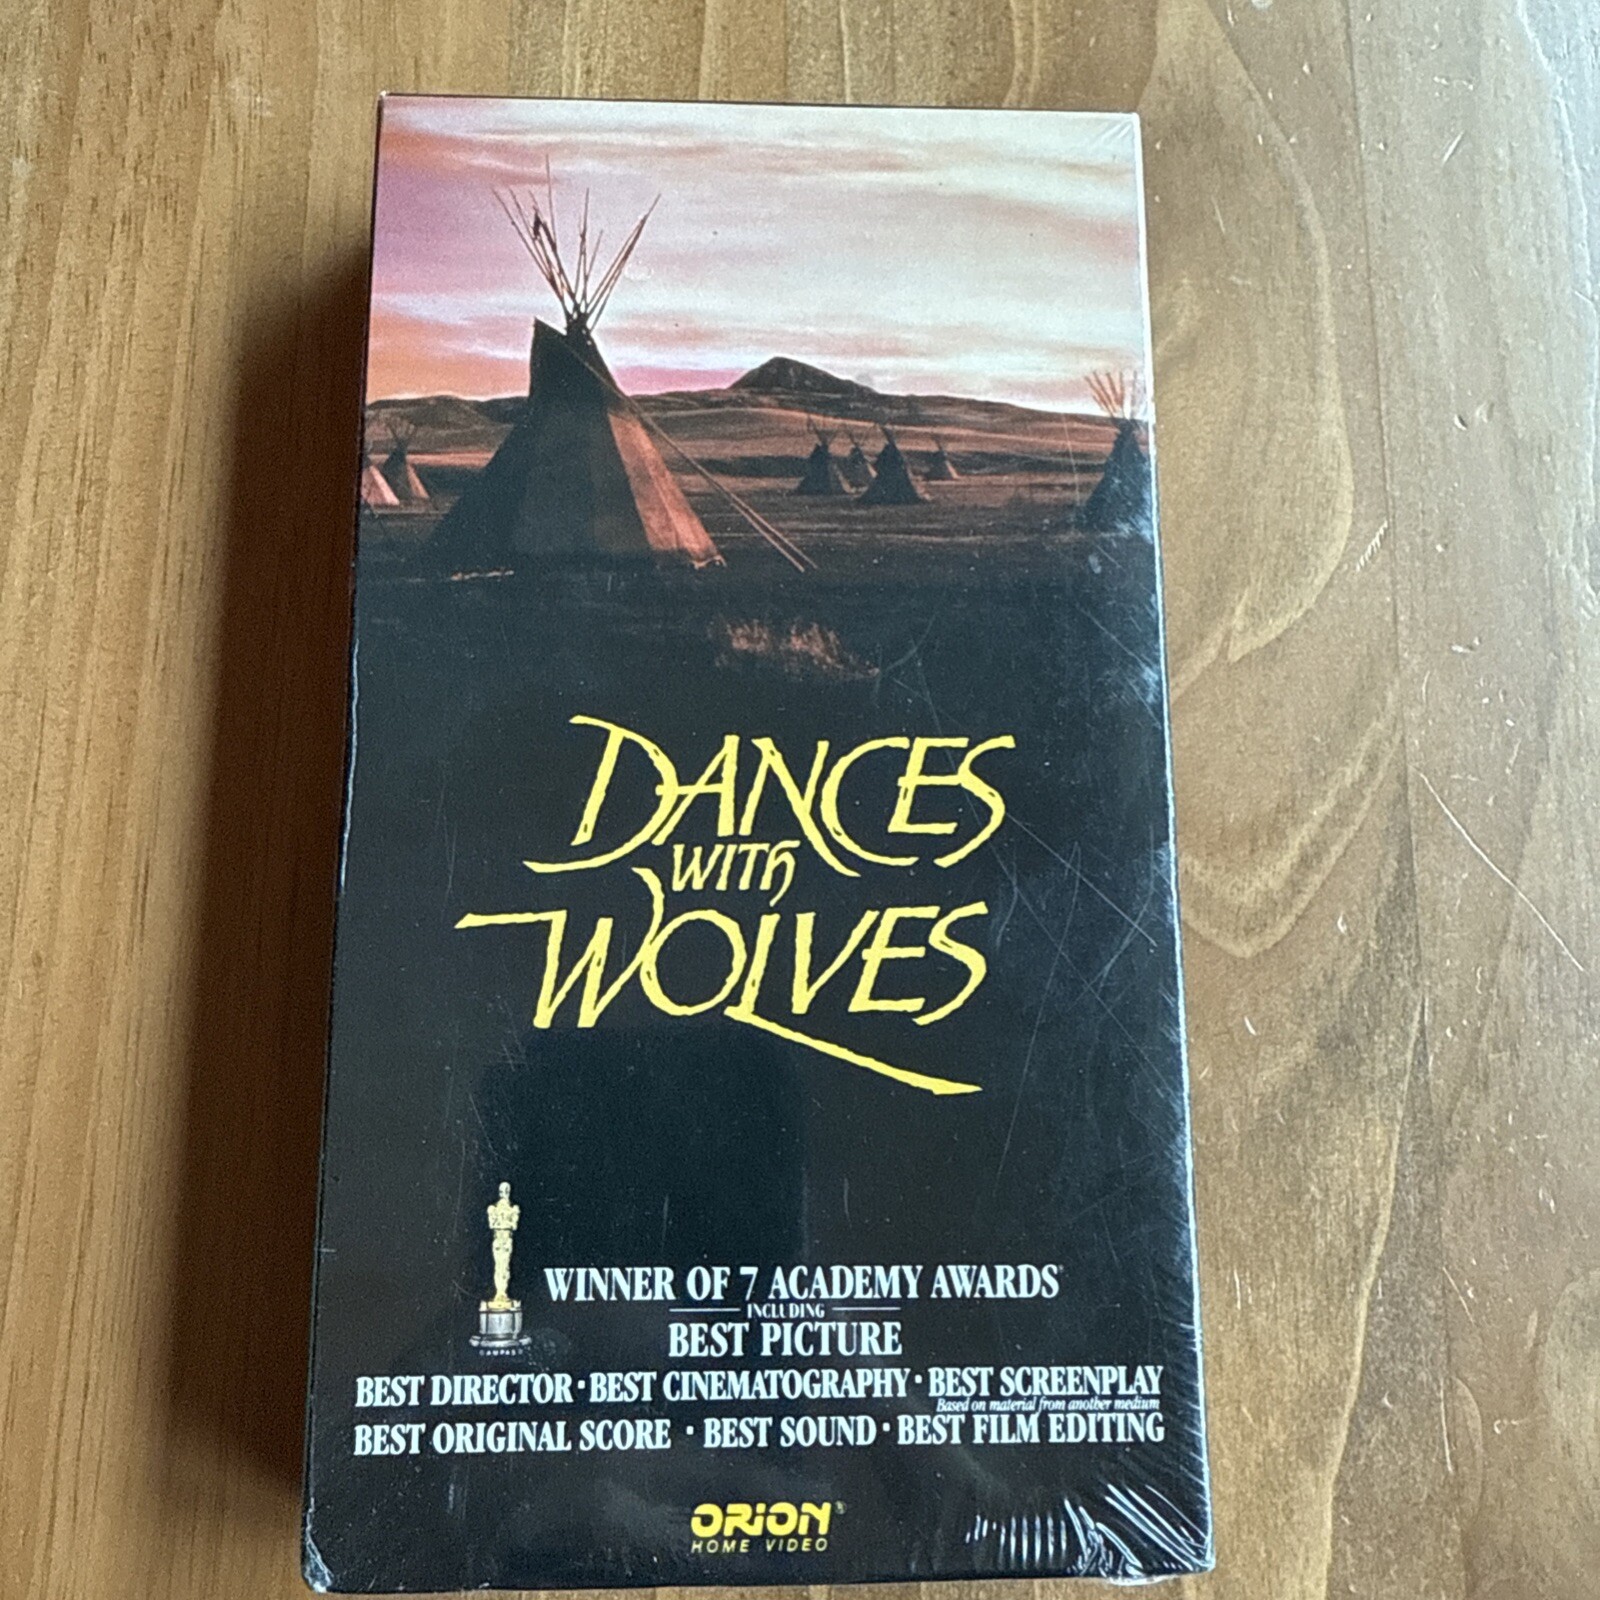 DANCES
WITH
WOLVES
WINNER OF 7 ACADEMY AWARDS
INCLUDING
BEST PICTURE
BEST DIRECTOR · BEST CINEMATOGRAPHY · BEST SCREENPLAY
Based on material from another medium
BEST ORIGINAL SCORE · BEST SOUND · BEST FILM EDITING
ORION®
HOME VIDEO